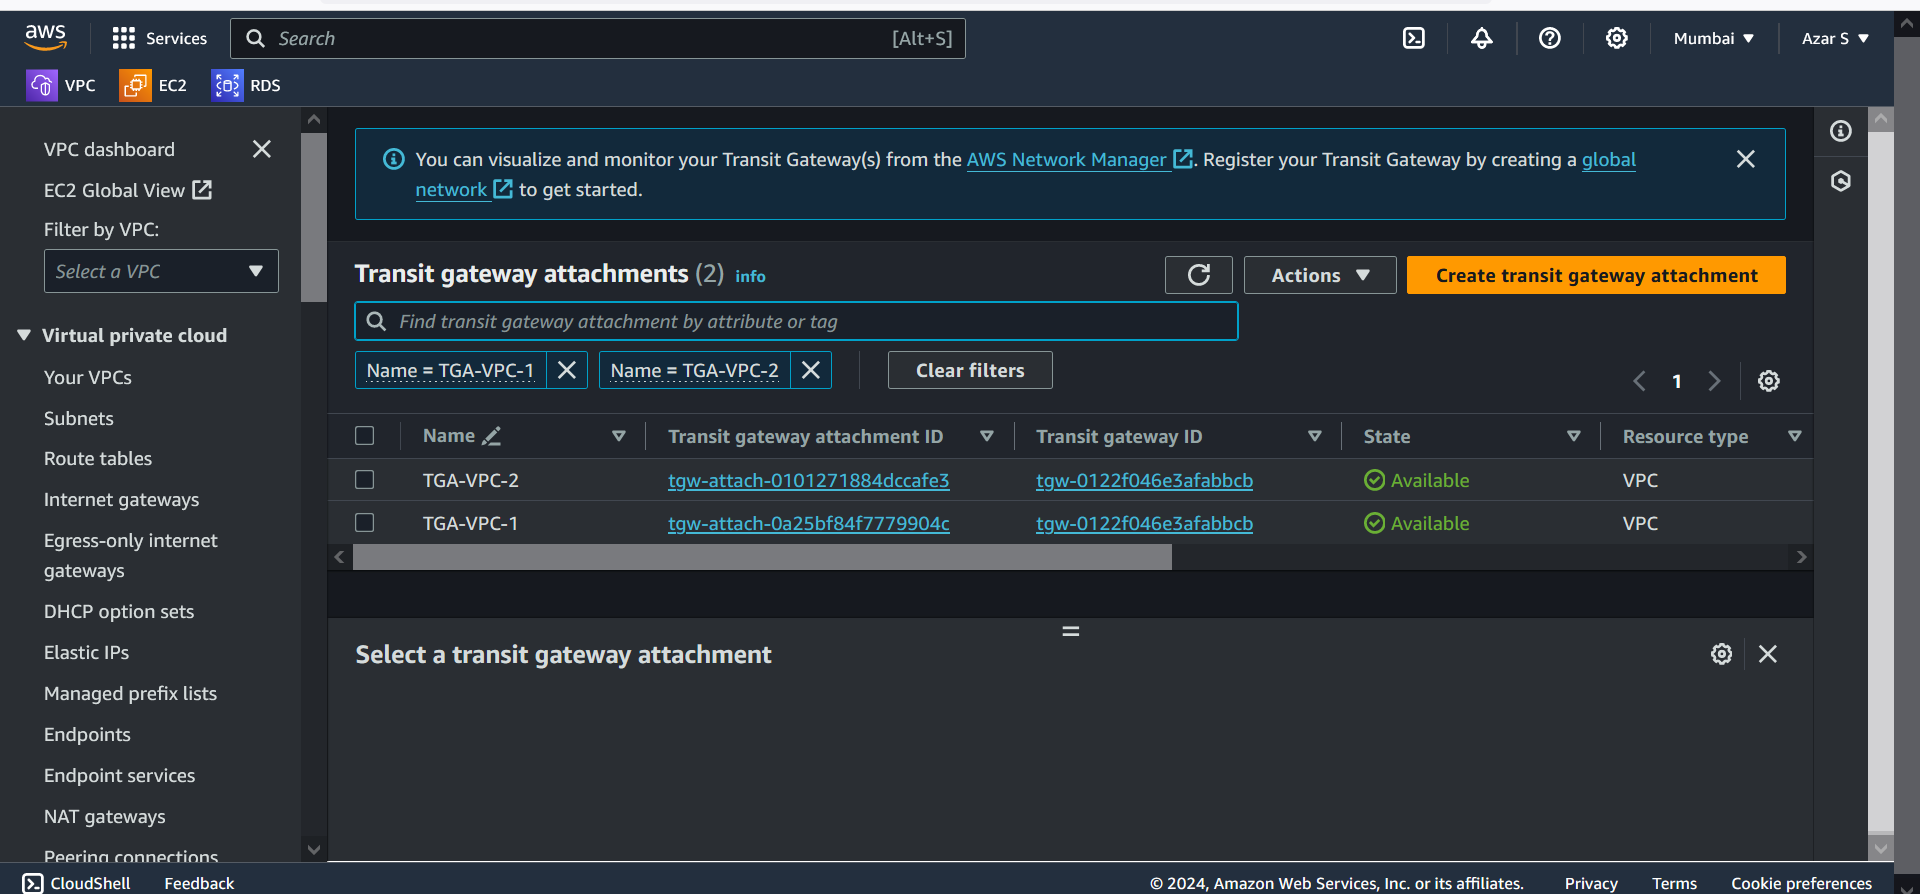 aws
Services
Search
[Alt+S]
Mumbai
Azar S
VPC
EC2
RDS
VPC dashboard
EC2 Global View
Filter by VPC:
Select a VPC
Virtual private cloud
Your VPCs
Subnets
Route tables
Internet gateways
Egress-only internet
gateways
DHCP option sets
Elastic IPs
Managed prefix lists
Endpoints
Endpoint services
NAT gateways
Peering connections
You can visualize and monitor your Transit Gateway(s) from the AWS Network Manager. Register your Transit Gateway by creating a global
network to get started.
Transit gateway attachments (2) info
Actions
Create transit gateway attachment
Find transit gateway attachment by attribute or tag
Name = TGA-VPC-1
Name = TGA-VPC-2
Clear filters
1
Name Transit gateway attachment ID Transit gateway ID State Resource type
TGA-VPC-2 tgw-attach-0101271884dccafe3 tgw-0122f046e3afabbcb Available VPC
TGA-VPC-1 tgw-attach-0a25bf84f7779904c tgw-0122f046e3afabbcb Available VPC
Select a transit gateway attachment
CloudShell
Feedback
© 2024, Amazon Web Services, Inc. or its affiliates.
Privacy
Terms
Cookie preferences